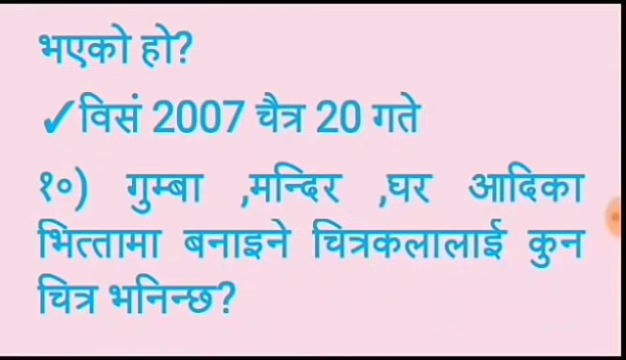 भएको हो?
✓विसं 2007 चैत्र 20 गते
१०) गुम्बा ,मन्दिर ,घर आदिका
भित्तामा बनाइने चित्रकलालाई कुन
चित्र भनिन्छ?